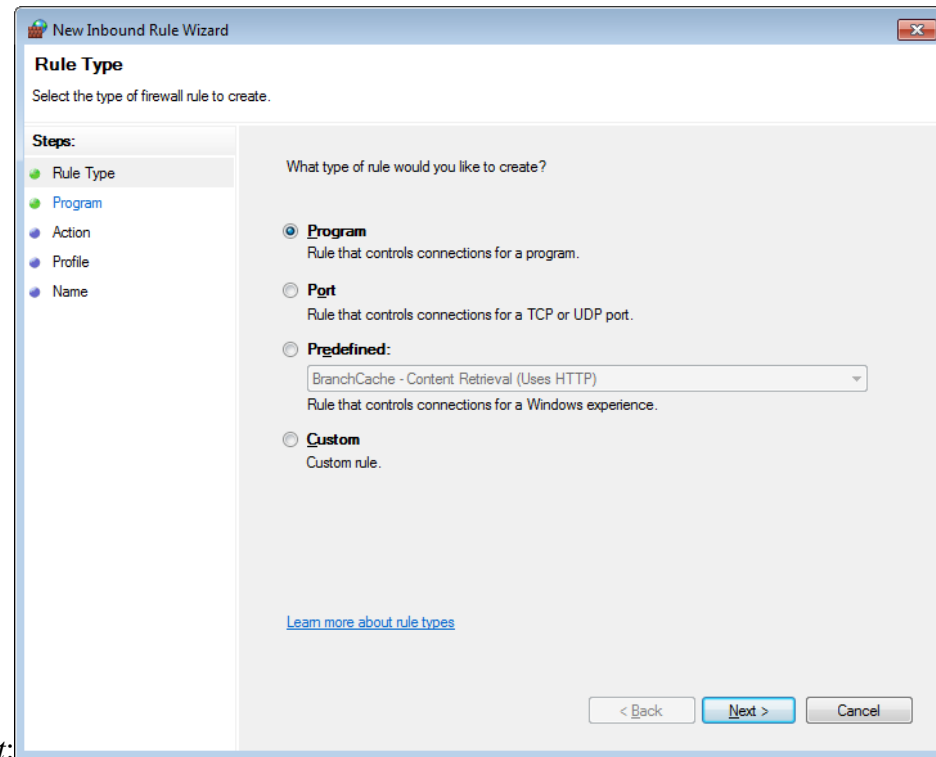 New Inbound Rule Wizard
Rule Type
Select the type of firewall rule to create.
Steps:
Rule Type
Program
Action
Profile
Name
What type of rule would you like to create?
Program
Rule that controls connections for a program.
Port
Rule that controls connections for a TCP or UDP port.
Predefined:
BranchCache - Content Retrieval (Uses HTTP)
Rule that controls connections for a Windows experience.
Custom
Custom rule.
Learn more about rule types
< Back Next > Cancel
t: